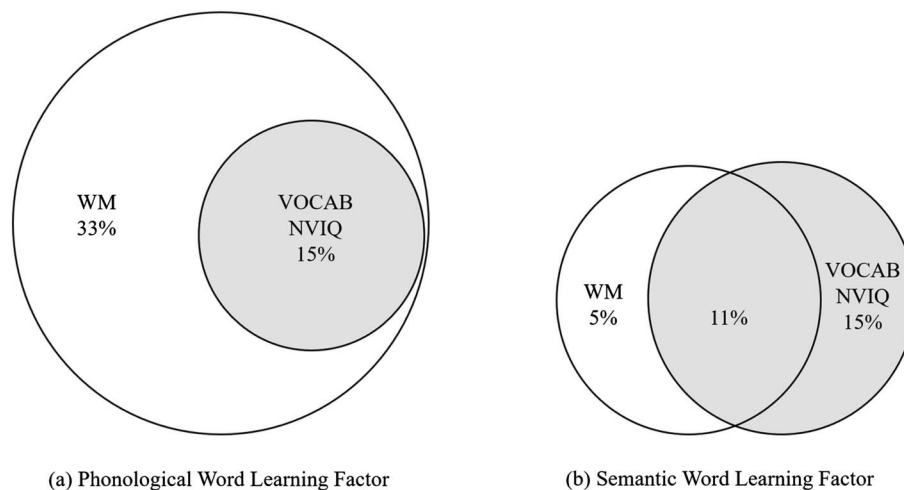 WM
33%
VOCAB
NVIQ
15%
(a) Phonological Word Learning Factor
WM
5%
11%
VOCAB
NVIQ
15%
(b) Semantic Word Learning Factor